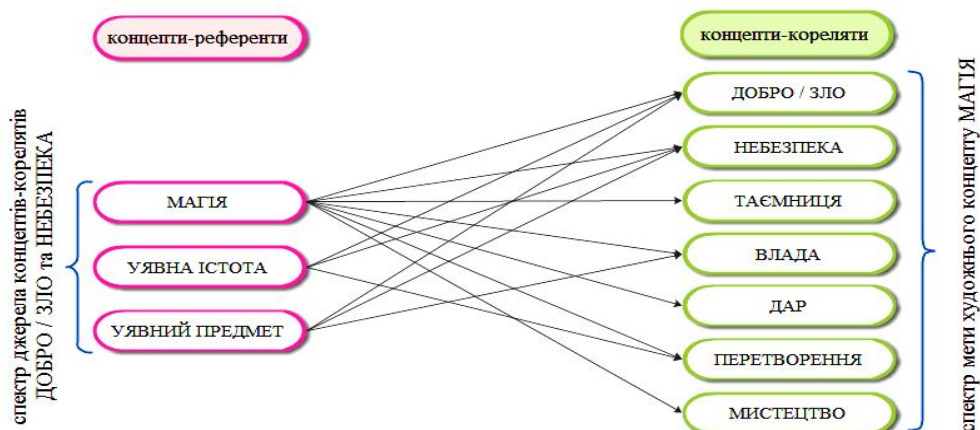 концепти-референти
концепти-кореляти
спектр джерела концептів-корелятів
ДОБРО / ЗЛО та НЕБЕЗПЕКА
МАГІЯ
УЯВНА ІСТОТА
УЯВНИЙ ПРЕДМЕТ
ДОБРО / ЗЛО
НЕБЕЗПЕКА
ТАЄМНИЦЯ
ВЛАДА
ДАР
ПЕРЕТВОРЕННЯ
МИСТЕЦТВО
спектр мети художнього концепту МАГІЯ